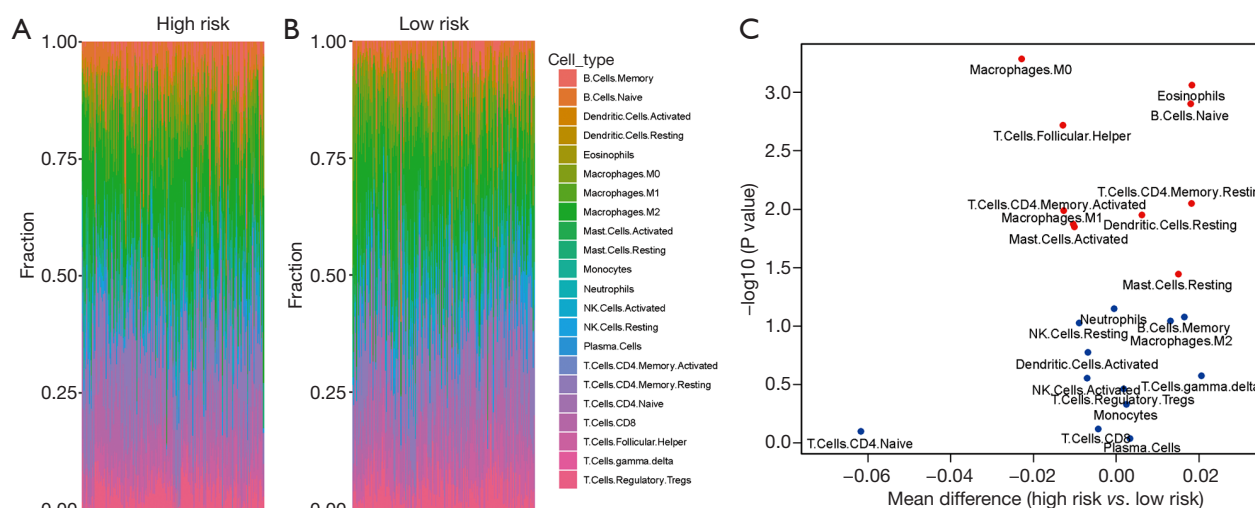 A
High risk
1.00
0.75
0.50
0.25
0.00
Fraction
B
Low risk
1.00
0.75
0.50
0.25
0.00
Fraction
Cell_type
B.Cells.Memory
B.Cells.Naive
Dendritic.Cells.Activated
Dendritic.Cells.Resting
Eosinophils
Macrophages.M0
Macrophages.M1
Macrophages.M2
Mast.Cells.Activated
Mast.Cells.Resting
Monocytes
Neutrophils
NK.Cells.Activated
NK.Cells.Resting
Plasma.Cells
T.Cells.CD4.Memory.Activated
T.Cells.CD4.Memory.Resting
T.Cells.CD4.Naive
T.Cells.CD8
T.Cells.Follicular.Helper
T.Cells.gamma.delta
T.Cells.Regulatory.Tregs
C
−log10 (P value)
3.0
2.5
2.0
1.5
1.0
0.5
0.0
Macrophages.M0
Eosinophils
B.Cells.Naive
T.Cells.Follicular.Helper
T.Cells.CD4.Memory.Restin
T.Cells.CD4.Memory.Activated
Macrophages.M1
Dendritic.Cells.Resting
Mast.Cells.Activated
Mast.Cells.Resting
Neutrophils
B.Cells.Memory
NK.Cells.Resting
Macrophages.M2
Dendritic.Cells.Activated
T.Cells.gamma.delta
NK.Cells.Activated
T.Cells.Regulatory.Tregs
Monocytes
T.Cells.CD4.Naive
T.Cells.CD8
Plasma.Cells
−0.06 −0.04 −0.02 0.00 0.02
Mean difference (high risk vs. low risk)